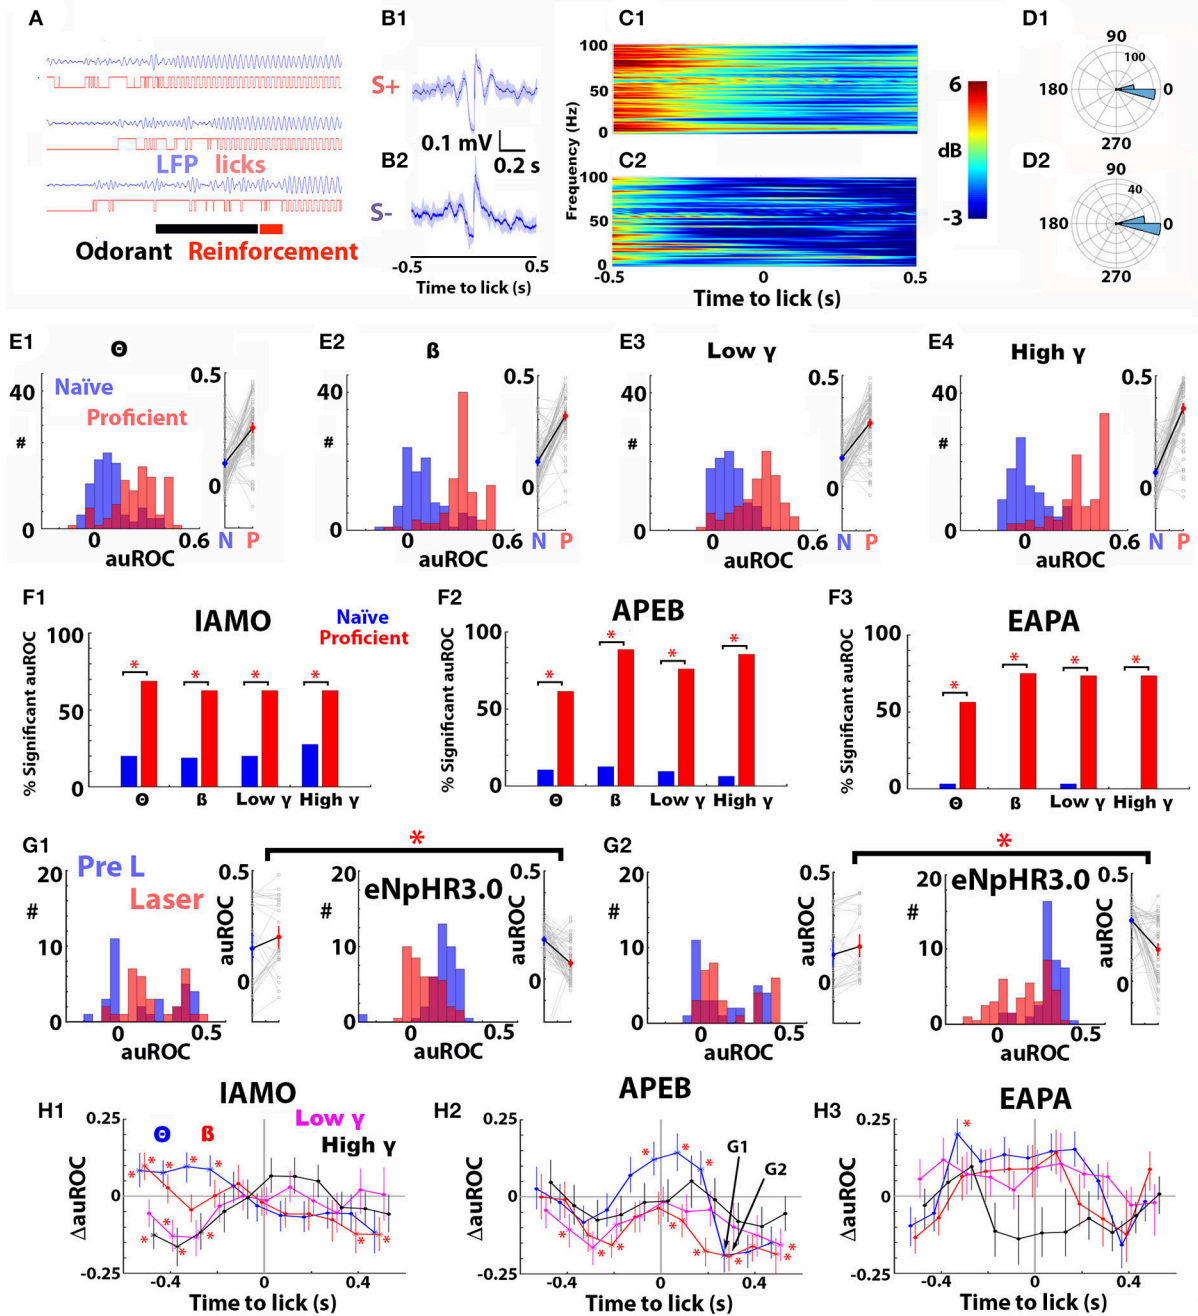 A
B1
C1
D1
S+
0.1 mV
0.2 s
B2
S-
-0.5
0.5
Time to lick (s)
LFP licks
Odorant Reinforcement
100
50
0
C2
100
50
0
Frequency (Hz)
-0.5
0
0.5
Time to lick (s)
6
dB
-3
90
100
180
0
270
D2
90
40
180
0
270
E1
Θ
40
Naïve
Proficient
#
0
0
0.6
auROC
0.5
0
N P
E2
ß
40
#
0
0
auROC
0.5
0
N P
E3
Low γ
40
#
0
0
auROC
0.5
0
N P
E4
High γ
40
#
0
0
0.6
auROC
0.5
0
N P
F1
IAMO
Naïve
Proficient
% Significant auROC
100
50
0
* * * *
Θ ß Low γ High γ
F2
APEB
% Significant auROC
100
50
0
* * * *
Θ ß Low γ High γ
F3
EAPA
% Significant auROC
100
50
0
* * * *
Θ ß Low γ High γ
G1
*
20
Pre L
Laser
#
10
0
0
0.5
auROC
auROC
0.5
0
20
eNpHR3.0
#
10
0
0
0.5
auROC
auROC
0.5
0
G2
*
20
#
10
0
0
0.5
auROC
auROC
0.5
0
20
eNpHR3.0
#
10
0
0
0.5
auROC
auROC
0.5
0
H1
IAMO
0.25
Θ ß
Low γ
High γ
ΔauROC
0
-0.25
-0.4
0
0.4
Time to lick (s)
H2
APEB
0.25
G1
G2
ΔauROC
0
-0.25
-0.4
0
0.4
Time to lick (s)
H3
EAPA
0.25
ΔauROC
0
-0.25
-0.4
0
0.4
Time to lick (s)